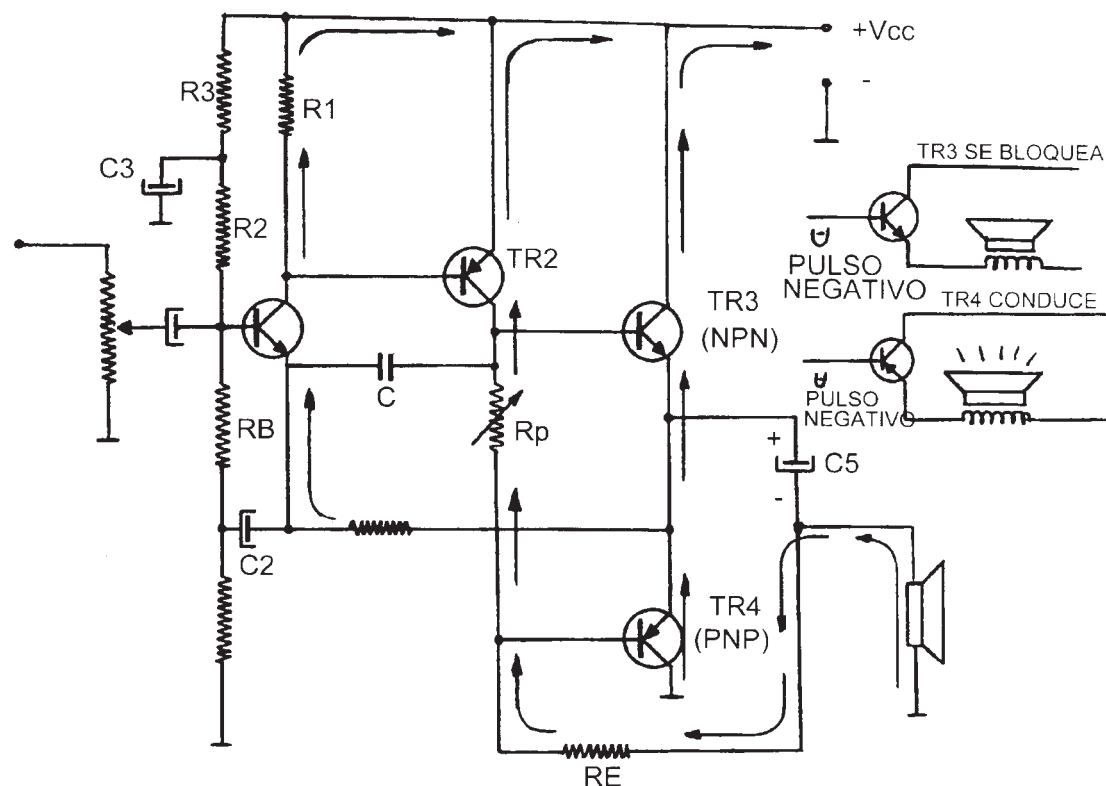 +Vcc
-
R3
R1
C3
TR3 SE BLOQUEA
R2
TR2
PULSO
NEGATIVO
TR3
(NPN)
TR4 CONDUCE
C
RB
Rp
PULSO
NEGATIVO
+
C5
-
C2
TR4
(PNP)
RE